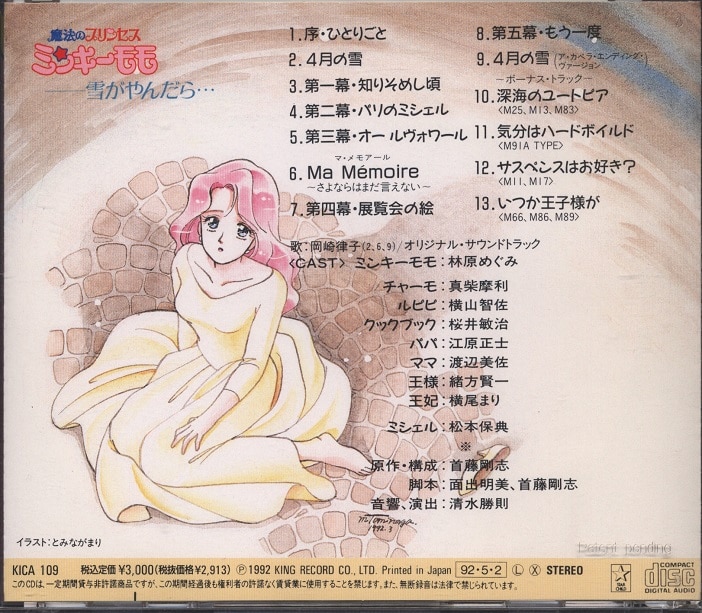 魔法のプリンセス
ミンキーモモ
雪がやんだら…
1. 序・ひとりごと
2. 4月の雪
3. 第一幕・知りそめし頃
4. 第二幕・パリのミシェル
5. 第三幕・オールヴォワール
マ・メモアール
6. Ma Mémoire
〜さよならはまだ言えない〜
7. 第四幕・展覧会の絵
8. 第五幕・もう一度
9. 4月の雪(ア・カペラ・エンディング・ヴァージョン)
—ボーナス・トラック—
10. 深海のユートピア
〈M25, M13, M83〉
11. 気分はハードボイルド
〈M91A TYPE〉
12. サスペンスはお好き?
〈M11, M17〉
13. いつか王子様が
〈M66, M86, M89〉
歌:岡崎律子(2, 6, 9)/オリジナル・サウンドトラック
〈CAST〉ミンキーモモ:林原めぐみ
チャーモ:真柴摩利
ルピピ:横山智佐
クックブック:桜井敏治
パパ:江原正士
ママ:渡辺美佐
王様:緒方賢一
王妃:横尾まり
ミシェル:松本保典
※
原作・構成:首藤剛志
脚本:面出明美、首藤剛志
音響、演出:清水勝則
M.Tominaga.
1992.3
イラスト:とみながまり
Patent pending
KICA 109 税込定価¥3,000(税抜価格¥2,913) Ⓟ1992 KING RECORD CO., LTD. Printed in Japan 92・5・2 Ⓛ Ⓧ STEREO
このCDは、一定期間貸与非許諾商品ですが、この期間経過後も権利者の許諾なく賃貸業に使用することを禁じます。また、無断録音は法律で禁じられています。
STAR CHILD
COMPACT
disc
DIGITAL AUDIO